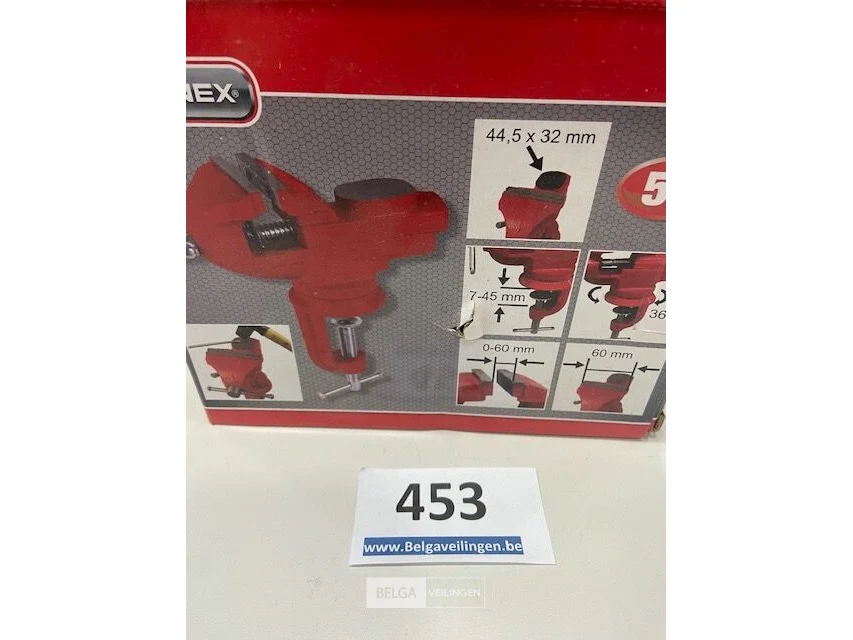 NEX®
44,5 x 32 mm
5
7-45 mm
36
0-60 mm
60 mm
453
www.Belgaveilingen.be
BELGA VEILINGEN